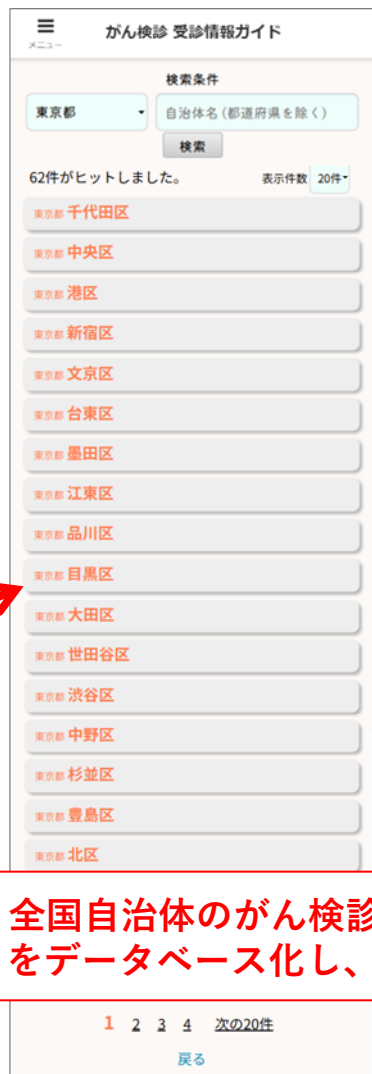 メニュー
がん検診 受診情報ガイド
検索条件
東京都 自治体名(都道府県を除く)
検索
62件がヒットしました。 表示件数 20件
東京都 千代田区
東京都 中央区
東京都 港区
東京都 新宿区
東京都 文京区
東京都 台東区
東京都 墨田区
東京都 江東区
東京都 品川区
東京都 目黒区
東京都 大田区
東京都 世田谷区
東京都 渋谷区
東京都 中野区
東京都 杉並区
東京都 豊島区
東京都 北区
全国自治体のがん検診
をデータベース化し、
1 2 3 4 次の20件
戻る